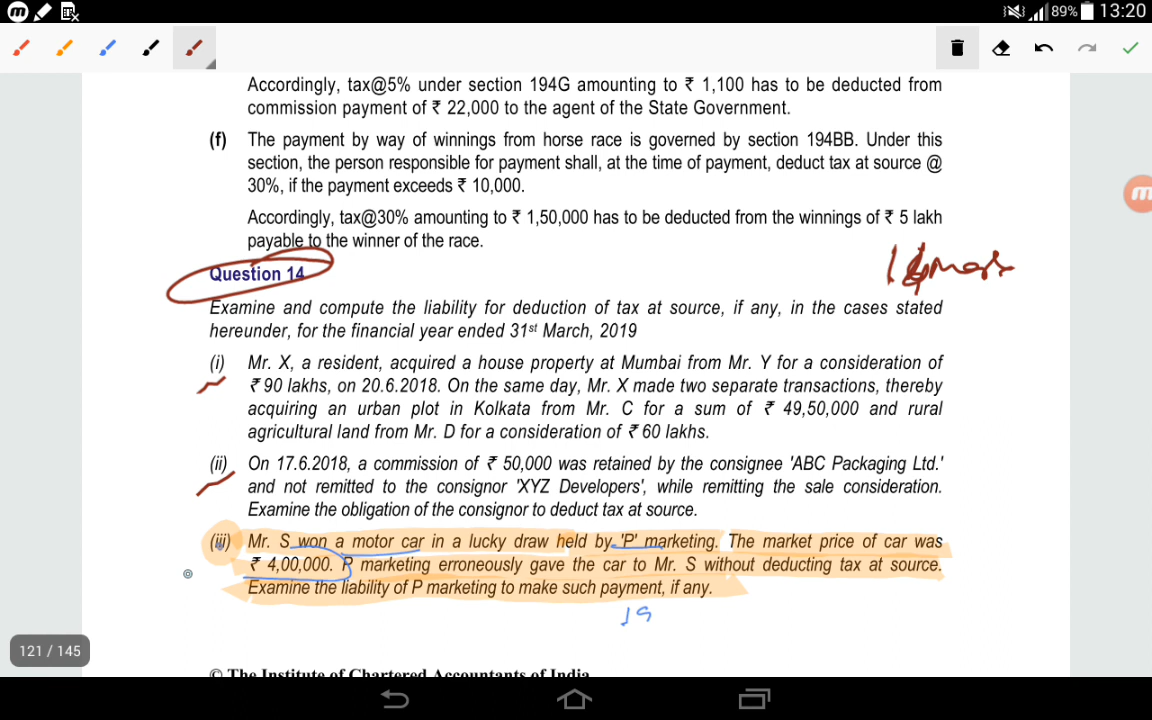 89% 13:20
Accordingly, tax@5% under section 194G amounting to ₹ 1,100 has to be deducted from
commission payment of ₹ 22,000 to the agent of the State Government.
(f) The payment by way of winnings from horse race is governed by section 194BB. Under this
section, the person responsible for payment shall, at the time of payment, deduct tax at source @
30%, if the payment exceeds ₹ 10,000.
Accordingly, tax@30% amounting to ₹ 1,50,000 has to be deducted from the winnings of ₹ 5 lakh
payable to the winner of the race.
Question 14
Examine and compute the liability for deduction of tax at source, if any, in the cases stated
hereunder, for the financial year ended 31st March, 2019
(i) Mr. X, a resident, acquired a house property at Mumbai from Mr. Y for a consideration of
₹ 90 lakhs, on 20.6.2018. On the same day, Mr. X made two separate transactions, thereby
acquiring an urban plot in Kolkata from Mr. C for a sum of ₹ 49,50,000 and rural
agricultural land from Mr. D for a consideration of ₹ 60 lakhs.
(ii) On 17.6.2018, a commission of ₹ 50,000 was retained by the consignee 'ABC Packaging Ltd.'
and not remitted to the consignor 'XYZ Developers', while remitting the sale consideration.
Examine the obligation of the consignor to deduct tax at source.
(iii) Mr. S won a motor car in a lucky draw held by 'P' marketing. The market price of car was
₹ 4,00,000. P marketing erroneously gave the car to Mr. S without deducting tax at source.
Examine the liability of P marketing to make such payment, if any.
19
121 / 145
© The Institute of Chartered Accountants of India